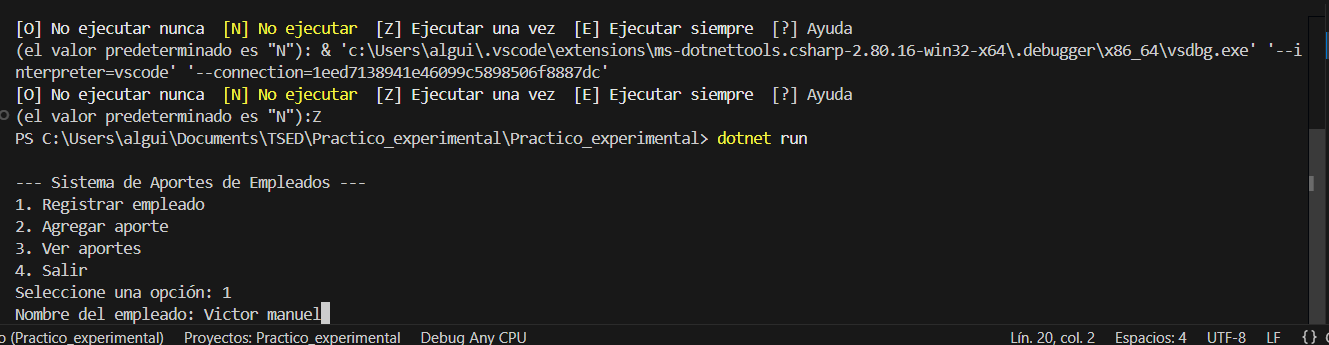 [O] No ejecutar nunca  [N] No ejecutar  [Z] Ejecutar una vez  [E] Ejecutar siempre  [?] Ayuda
(el valor predeterminado es "N"): & 'c:\Users\algui\.vscode\extensions\ms-dotnettools.csharp-2.80.16-win32-x64\.debugger\x86_64\vsdbg.exe' '--i
nterpreter=vscode' '--connection=1eed7138941e46099c5898506f8887dc'
[O] No ejecutar nunca  [N] No ejecutar  [Z] Ejecutar una vez  [E] Ejecutar siempre  [?] Ayuda
(el valor predeterminado es "N"):Z
PS C:\Users\algui\Documents\TSED\Practico_experimental\Practico_experimental> dotnet run
--- Sistema de Aportes de Empleados ---
1. Registrar empleado
2. Agregar aporte
3. Ver aportes
4. Salir
Seleccione una opción: 1
Nombre del empleado: Victor manuel
o (Practico_experimental)  Proyectos: Practico_experimental  Debug Any CPU  Lín. 20, col. 2  Espacios: 4  UTF-8  LF  {}